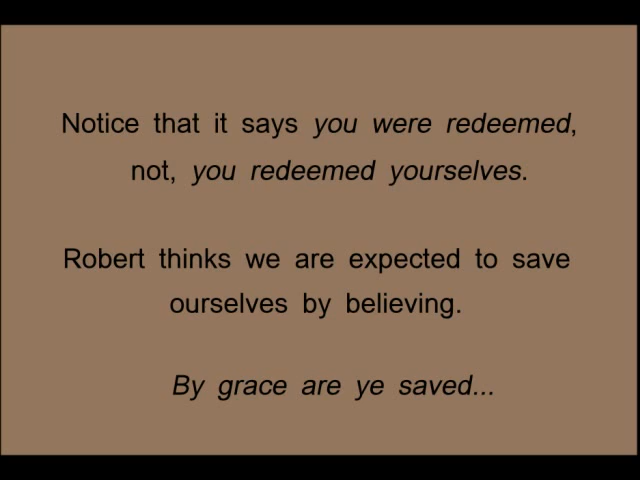 Notice that it says you were redeemed,
not, you redeemed yourselves.
Robert thinks we are expected to save
ourselves by believing.
By grace are ye saved...